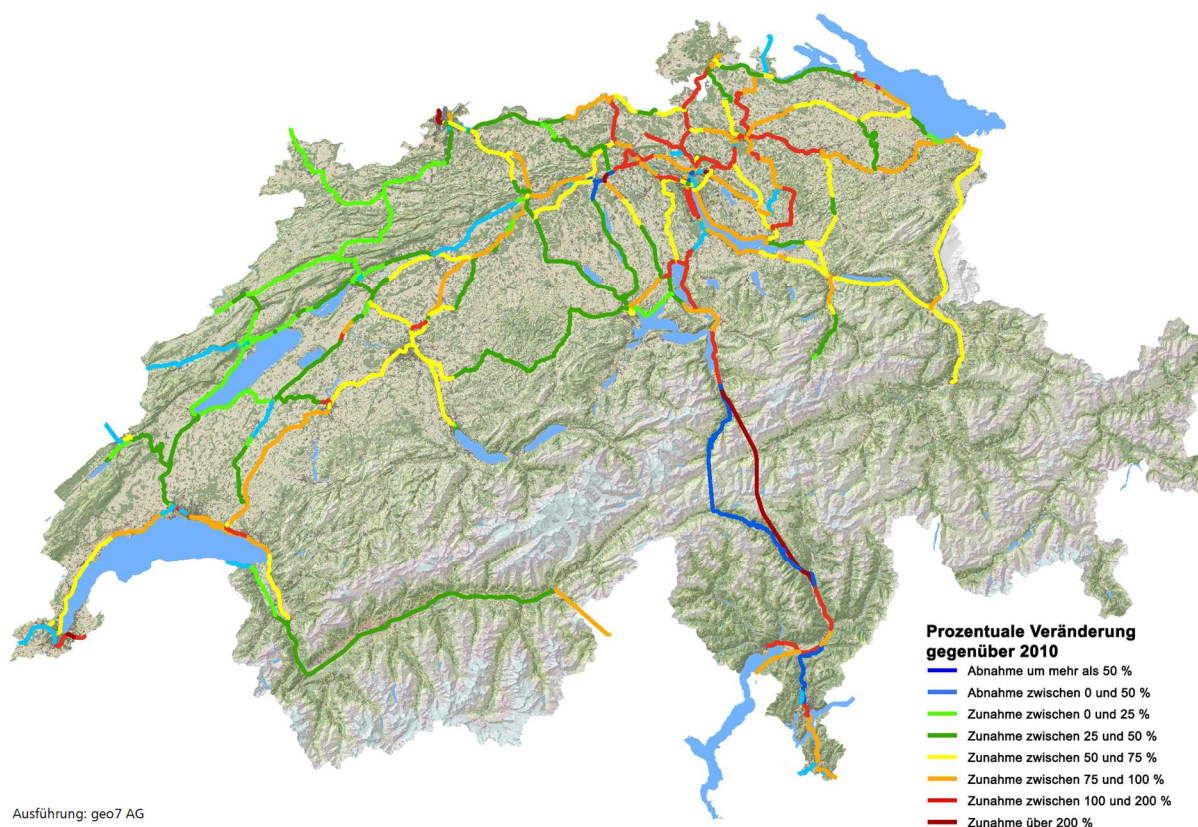 Prozentuale Veränderung
gegenüber 2010
Abnahme um mehr als 50 %
Abnahme zwischen 0 und 50 %
Zunahme zwischen 0 und 25 %
Zunahme zwischen 25 und 50 %
Zunahme zwischen 50 und 75 %
Zunahme zwischen 75 und 100 %
Zunahme zwischen 100 und 200 %
Zunahme über 200 %
Ausführung: geo7 AG